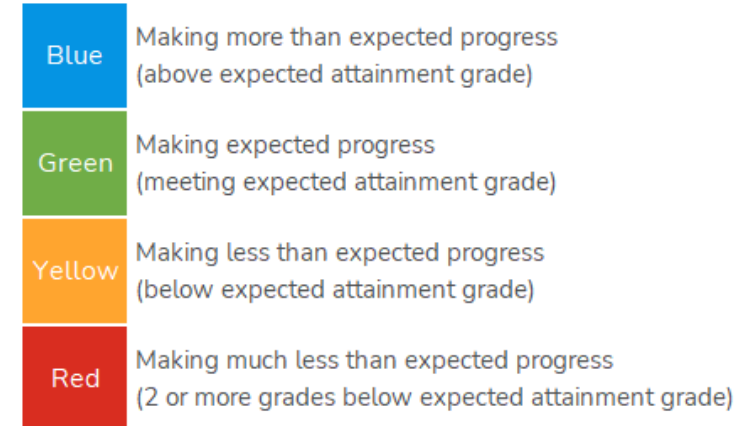 Blue
Making more than expected progress
(above expected attainment grade)
Green
Making expected progress
(meeting expected attainment grade)
Yellow
Making less than expected progress
(below expected attainment grade)
Red
Making much less than expected progress
(2 or more grades below expected attainment grade)